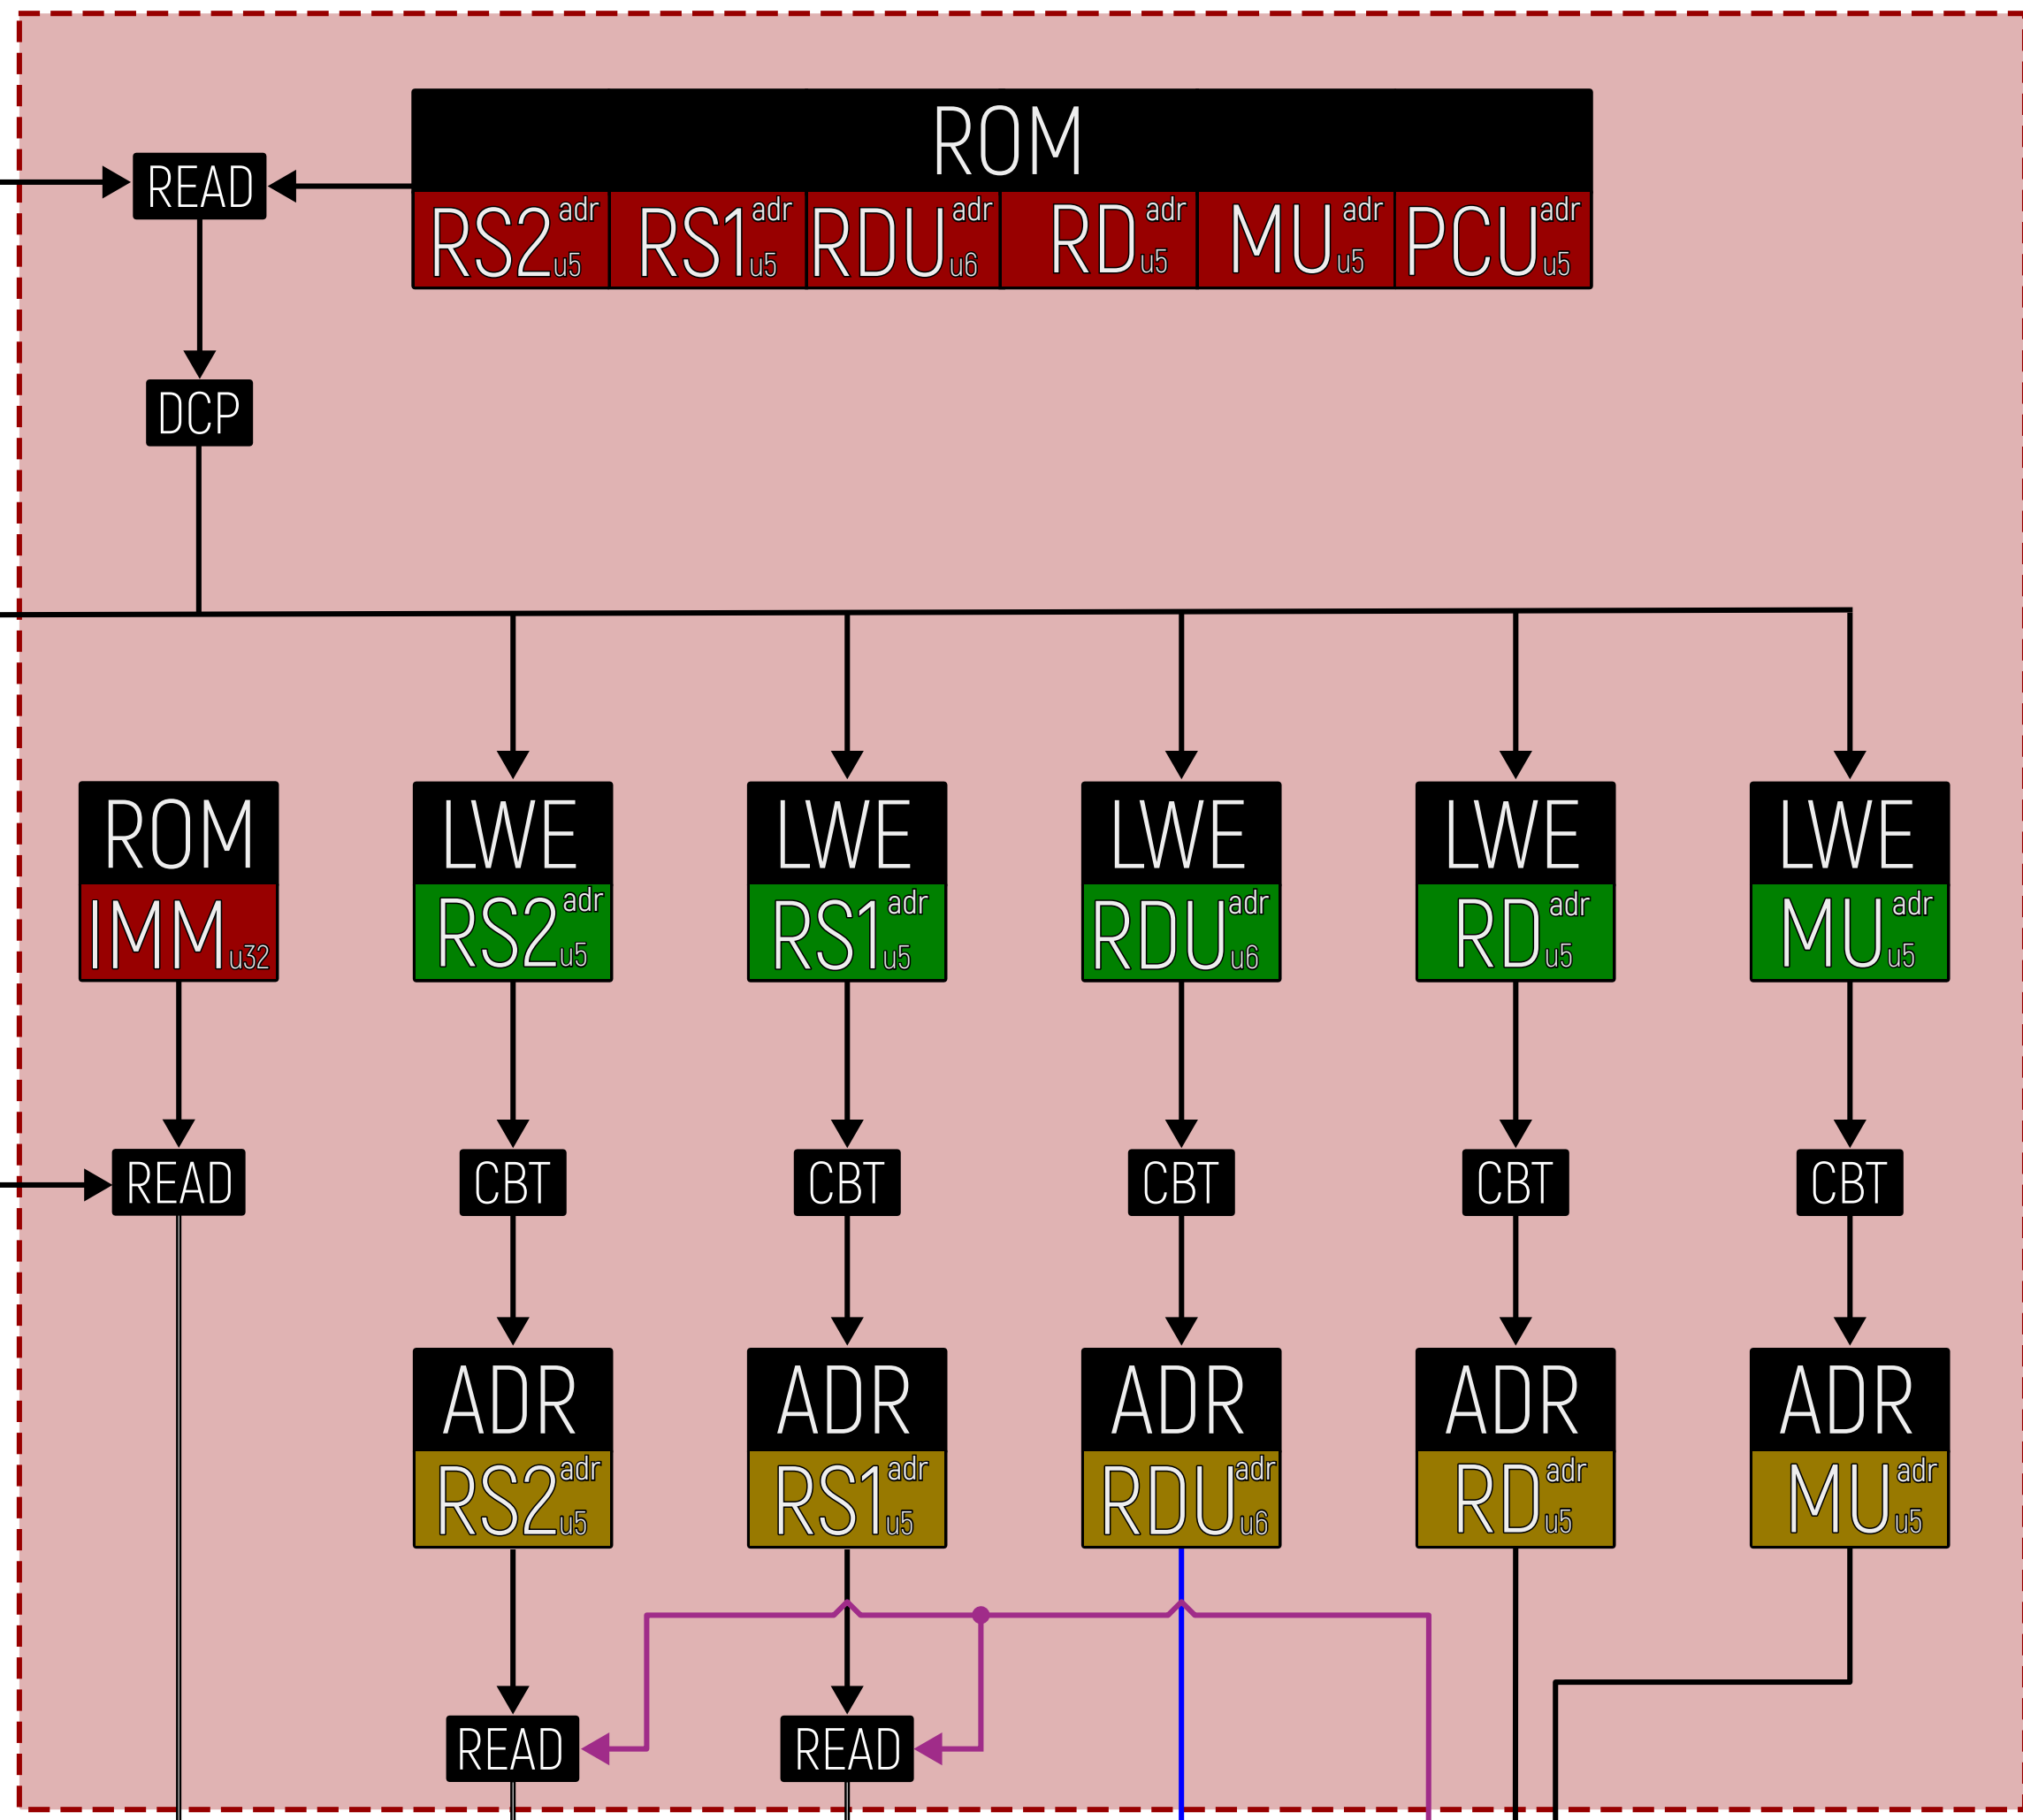 ROM
READ
RS2 adr u5 RS1 adr u5 RDU adr u6 RD adr u5 MU adr u5 PCU adr u5
DCP
ROM LWE LWE LWE LWE LWE
IMM u32 RS2 adr u5 RS1 adr u5 RDU adr u6 RD adr u5 MU adr u5
READ CBT CBT CBT CBT CBT
ADR ADR ADR ADR ADR
RS2 adr u5 RS1 adr u5 RDU adr u6 RD adr u5 MU adr u5
READ READ